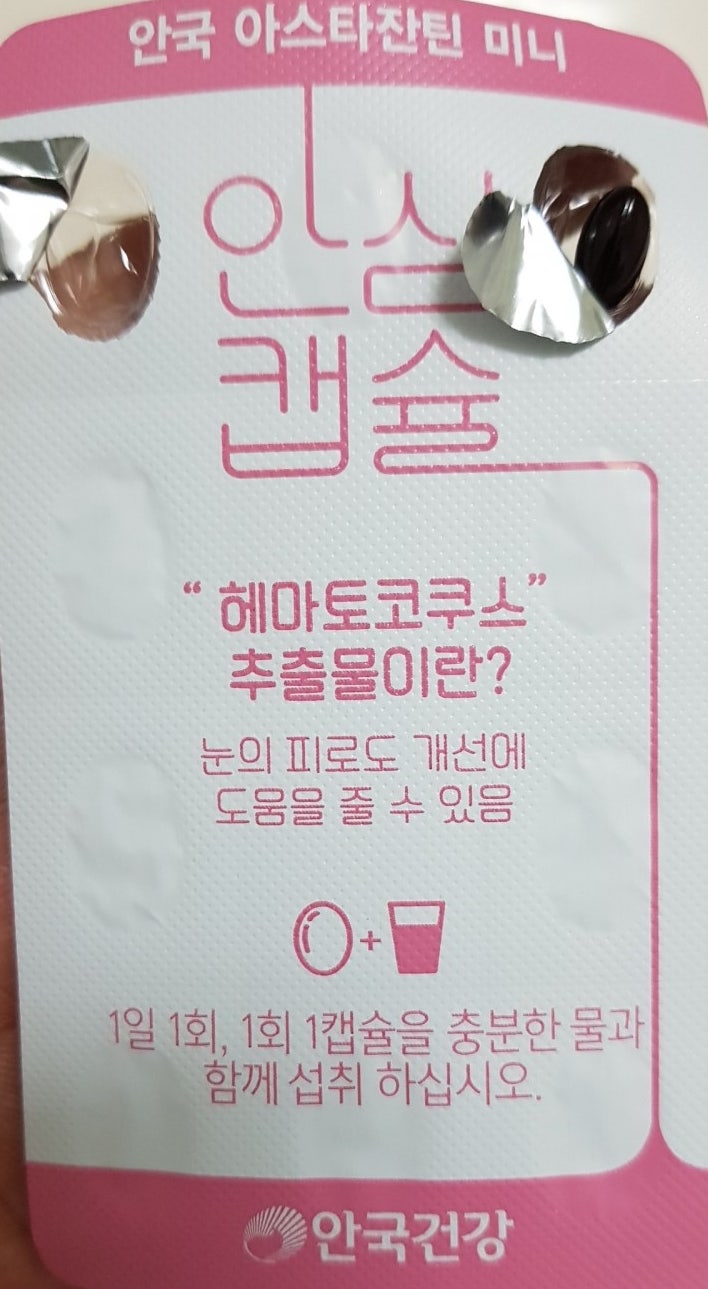 안국 아스타잔틴 미니
안심
캡슐
“헤마토코쿠스”
추출물이란?
눈의 피로도 개선에
도움을 줄 수 있음
+
1일 1회, 1회 1캡슐을 충분한 물과
함께 섭취 하십시오.
안국건강